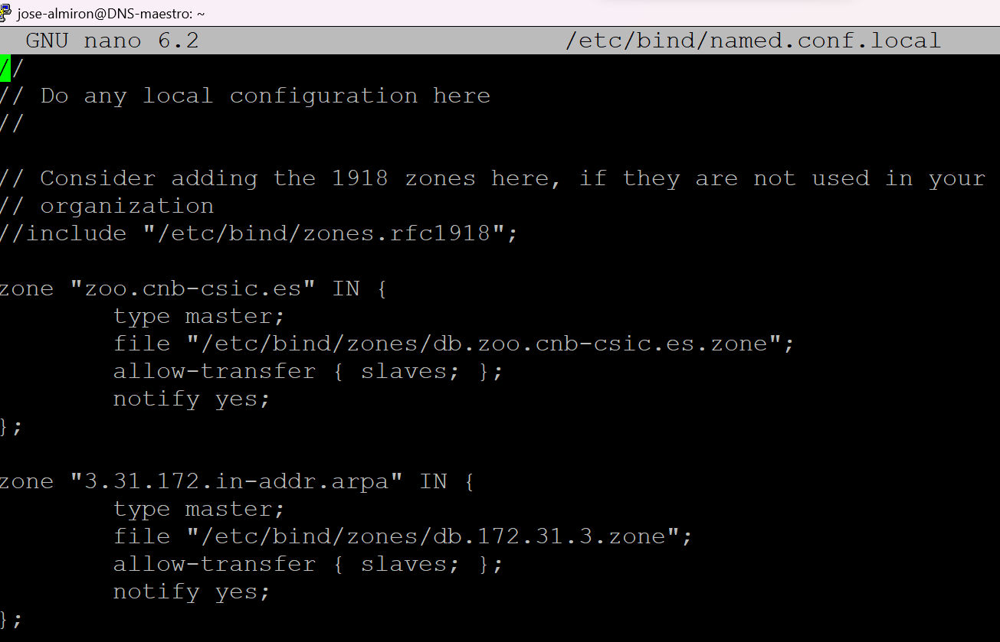 jose-almiron@DNS-maestro: ~
GNU nano 6.2 /etc/bind/named.conf.local
//
// Do any local configuration here
//
// Consider adding the 1918 zones here, if they are not used in your
// organization
//include "/etc/bind/zones.rfc1918";
zone "zoo.cnb-csic.es" IN {
type master;
file "/etc/bind/zones/db.zoo.cnb-csic.es.zone";
allow-transfer { slaves; };
notify yes;
};
zone "3.31.172.in-addr.arpa" IN {
type master;
file "/etc/bind/zones/db.172.31.3.zone";
allow-transfer { slaves; };
notify yes;
};